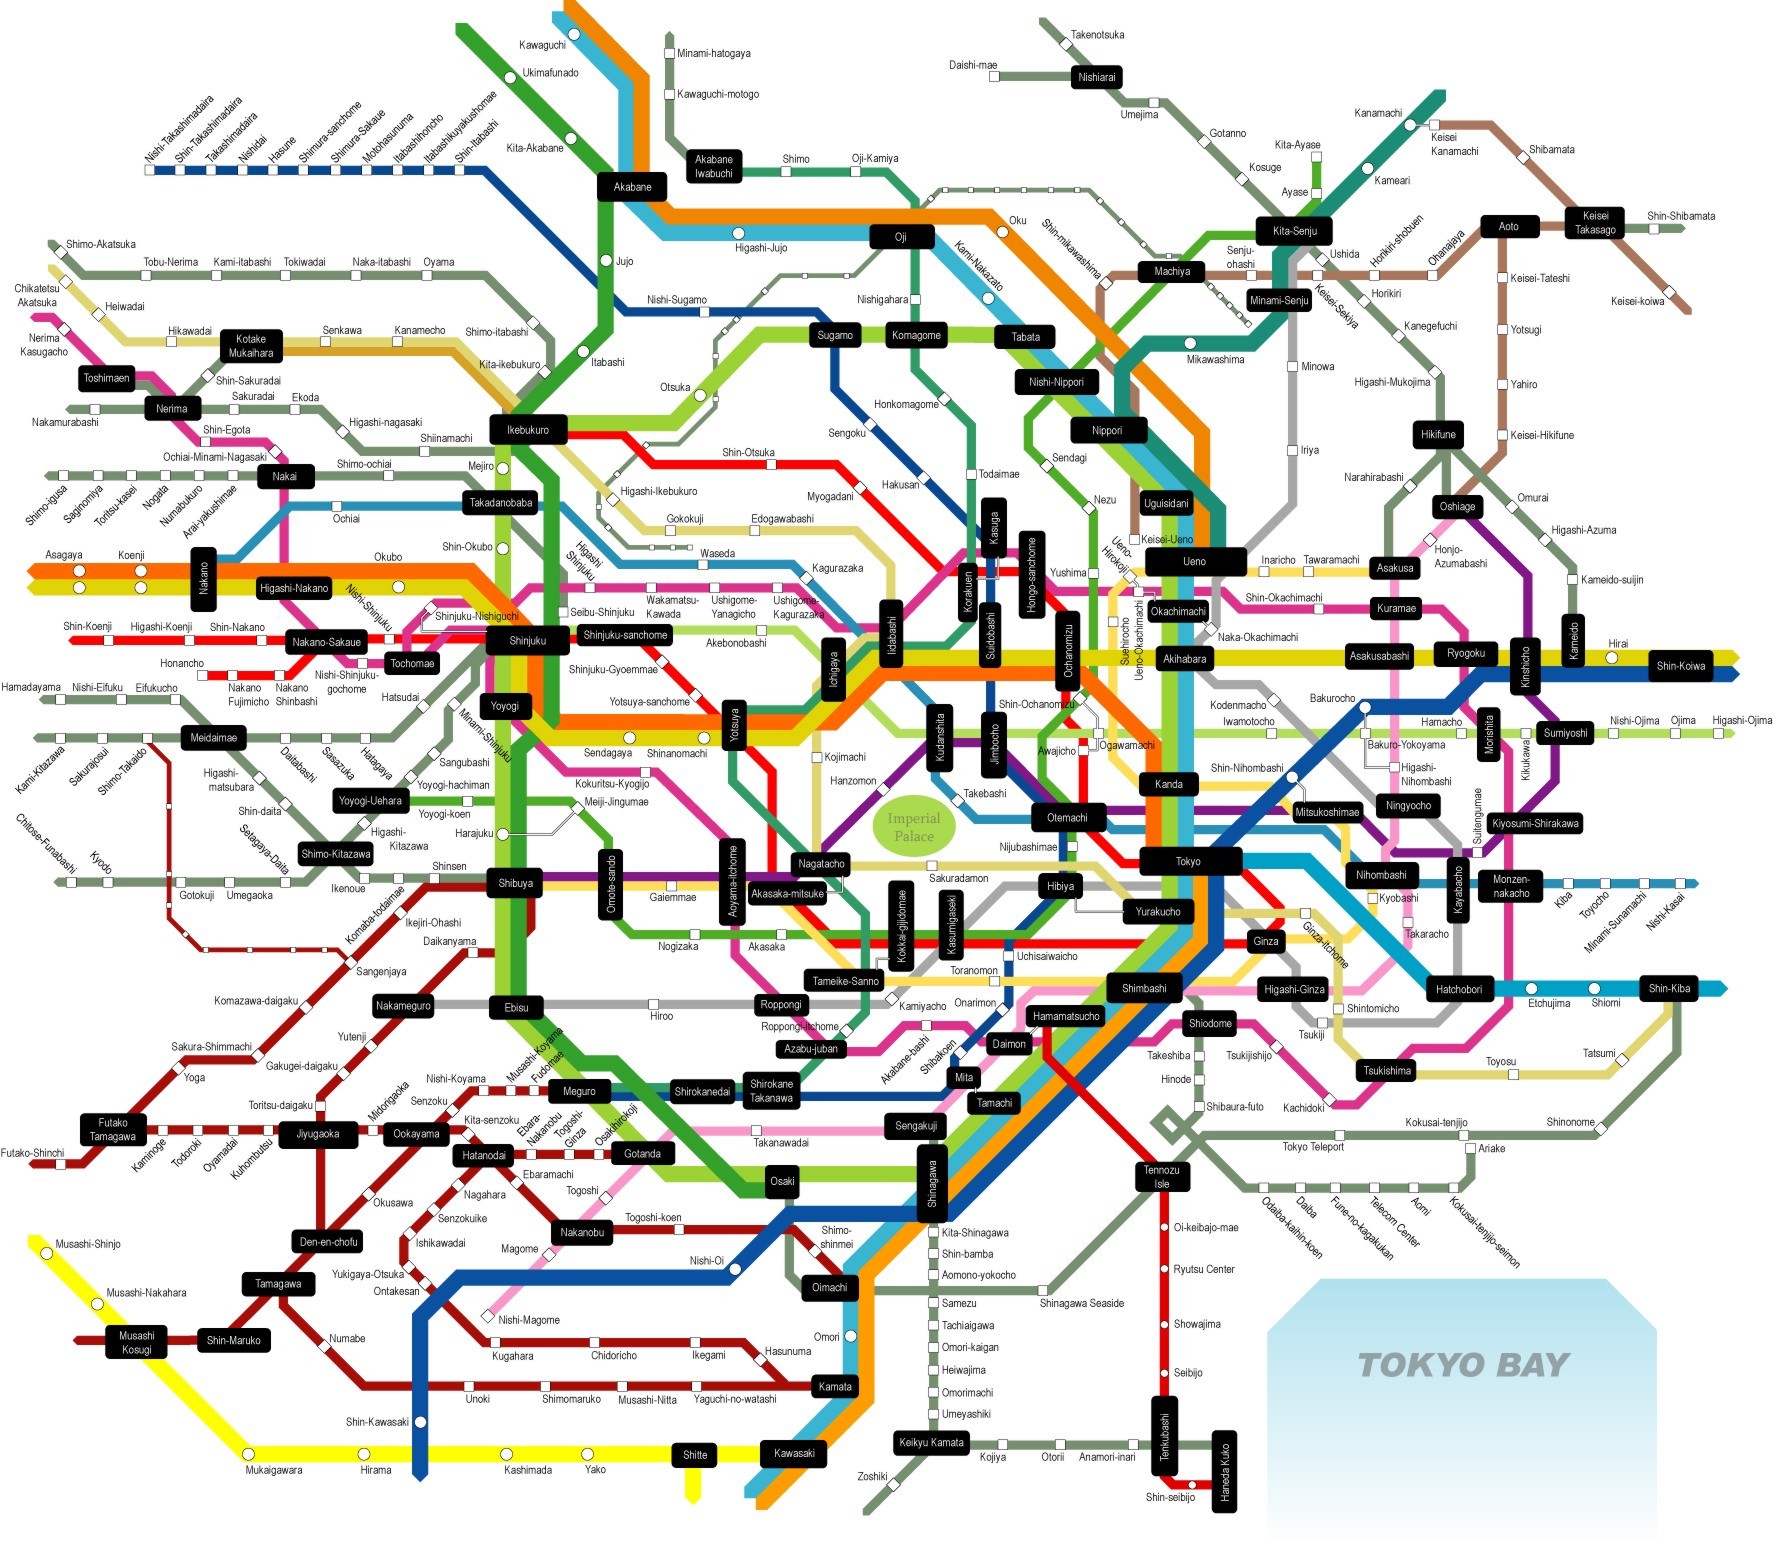 Kawaguchi
Ukimafunado
Kita-Akabane
Minami-hatogaya
Kawaguchi-motogo
Akabane
Iwabuchi
Shimo
Oji-Kamiya
Akabane
Takenotsuka
Daishi-mae
Nishiarai
Umejima
Gotanno
Kosuge
Kita-Ayase
Ayase
Kanamachi
Keisei
Kanamachi
Shibamata
Kameari
Nishi-Takashimadaira
Shin-Takashimadaira
Takashimadaira
Nishidai
Hasune
Shimura-sanchome
Shimura-Sakaue
Motohasunuma
Itabashihoncho
Itabashikuyakushomae
Shin-Itabashi
Kita-Senju
Aoto
Keisei
Takasago
Shin-Shibamata
Keisei-koiwa
Shimo-Akatsuka
Tobu-Nerima
Kami-itabashi
Tokiwadai
Naka-itabashi
Oyama
Jujo
Higashi-Jujo
Oji
Oku
Kami-Nakazato
Shin-mikawashima
Machiya
Senju-
ohashi
Ushida
Horikiri-shobuen
Ohanajaya
Keisei-Sekiya
Horikiri
Minami-Senju
Keisei-Tateshi
Chikatetsu
Akatsuka
Heiwadai
Hikawadai
Kotake
Mukaihara
Senkawa
Kanamecho
Shimo-itabashi
Kita-ikebukuro
Itabashi
Nishi-Sugamo
Sugamo
Nishigahara
Komagome
Tabata
Mikawashima
Kanegefuchi
Yotsugi
Nerima
Kasugacho
Toshimaen
Shin-Sakuradai
Nerima
Sakuradai
Ekoda
Nakamurabashi
Otsuka
Nishi-Nippori
Minowa
Higashi-Mukojima
Yahiro
Honkomagome
Sengoku
Nippori
Higashi-nagasaki
Shin-Egota
Ochiai-Minami-Nagasaki
Shiinamachi
Ikebukuro
Shin-Otsuka
Hikifune
Keisei-Hikifune
Iriya
Sendagi
Mejiro
Nakai
Shimo-ochiai
Shimo-igusa
Saginomiya
Toritsu-kasei
Nogata
Numabukuro
Arai-yakushimae
Myogadani
Hakusan
Todaimae
Nezu
Uguisidani
Narahirabashi
Oshiage
Omurai
Takadanobaba
Ochiai
Higashi-Ikebukuro
Gokokuji
Edogawabashi
Kasuga
Keisei-Ueno
Honjo-
Azumabashi
Higashi-Azuma
Shin-Okubo
Higashi
Shinjuku
Waseda
Kagurazaka
Korakuen
Hongo-sanchome
Yushima
Ueno-
Hirokoji
Ueno
Inaricho
Tawaramachi
Asakusa
Kameido-suijin
Asagaya
Koenji
Nakano
Higashi-Nakano
Okubo
Nishi-Shinjuku
Shinjuku-Nishiguchi
Seibu-Shinjuku
Wakamatsu-
Kawada
Ushigome-
Yanagicho
Ushigome-
Kagurazaka
Iidabashi
Suidobashi
Ochanomizu
Suehirocho
Ueno-Okachimachi
Okachimachi
Shin-Okachimachi
Kuramae
Naka-Okachimachi
Shin-Koenji
Higashi-Koenji
Shin-Nakano
Nakano-Sakaue
Tochomae
Shinjuku
Shinjuku-sanchome
Akebonobashi
Ichigaya
Akihabara
Asakusabashi
Ryogoku
Kinshicho
Kameido
Hirai
Shin-Koiwa
Honancho
Nakano
Fujimicho
Nakano
Shinbashi
Nishi-Shinjuku-
gochome
Shinjuku-Gyoemmae
Yotsuya-sanchome
Hamadayama
Nishi-Eifuku
Eifukucho
Hatsudai
Yoyogi
Minami-Shinjuku
Yotsuya
Shin-Ochanomizu
Kodenmacho
Bakurocho
Iwamotocho
Hamacho
Morishita
Sumiyoshi
Nishi-Ojima
Ojima
Higashi-Ojima
Meidaimae
Kami-Kitazawa
Sakurajosui
Shimo-Takaido
Daitabashi
Sasazuka
Hatagaya
Sendagaya
Shinanomachi
Kudanshita
Jimbocho
Awajicho
Ogawamachi
Bakuro-Yokoyama
Kikukawa
Higashi-
matsubara
Sangubashi
Kokuritsu-Kyogijo
Kojimachi
Hanzomon
Takebashi
Kanda
Shin-Nihombashi
Higashi-
Nihombashi
Shin-daita
Yoyogi-Uehara
Yoyogi-hachiman
Yoyogi-koen
Meiji-Jingumae
Imperial
Palace
Otemachi
Mitsukoshimae
Ningyocho
Suitengumae
Kiyosumi-Shirakawa
Chitose-Funabashi
Kyodo
Setagaya-Daita
Higashi-
Kitazawa
Harajuku
Shimo-Kitazawa
Nijubashimae
Tokyo
Gotokuji
Umegaoka
Ikenoue
Shinsen
Shibuya
Omote-sando
Gaiemmae
Aoyama-itchome
Nagatacho
Akasaka-mitsuke
Sakuradamon
Hibiya
Yurakucho
Nihombashi
Kayabacho
Monzen-
nakacho
Kiba
Toyocho
Minami-Sunamachi
Nishi-Kasai
Komaba-todaimae
Ikejiri-Ohashi
Daikanyama
Nogizaka
Akasaka
Kokkai-gijidomae
Kasumigaseki
Uchisaiwaicho
Ginza
Ginza-itchome
Kyobashi
Takaracho
Sangenjaya
Tameike-Sanno
Toranomon
Shimbashi
Higashi-Ginza
Hatchobori
Etchujima
Shiomi
Shin-Kiba
Komazawa-daigaku
Nakameguro
Ebisu
Hiroo
Roppongi
Kamiyacho
Onarimon
Hamamatsucho
Shiodome
Shintomicho
Tsukiji
Yutenji
Roppongi-itchome
Azabu-juban
Akabane-bashi
Shibakoen
Daimon
Takeshiba
Tsukijishijo
Tsukishima
Toyosu
Tatsumi
Sakura-Shimmachi
Yoga
Gakugei-daigaku
Nishi-Koyama
Musashi-Koyama
Fudomae
Meguro
Shirokanedai
Shirokane
Takanawa
Mita
Tamachi
Hinode
Shibaura-futo
Kachidoki
Toritsu-daigaku
Midorigaoka
Senzoku
Kita-senzoku
Ebara-
Nakanobu
Togoshi-
Ginza
Osakihirokoji
Sengakuji
Takanawadai
Futako
Tamagawa
Kaminoge
Todoroki
Oyamadai
Kuhombutsu
Jiyugaoka
Ookayama
Hatanodai
Gotanda
Kokusai-tenjijo
Tokyo Teleport
Shinonome
Ariake
Futako-Shinchi
Ebaramachi
Nagahara
Togoshi
Osaki
Shinagawa
Tennozu
Isle
Odaiba-kaihin-koen
Daiba
Fune-no-kagakukan
Telecom Center
Aomi
Kokusai-tenjijo-seimon
Okusawa
Senzokuike
Nakanobu
Togoshi-koen
Shimo-
shinmei
Kita-Shinagawa
Shin-bamba
Aomono-yokocho
Oi-keibajo-mae
Ryutsu Center
Den-en-chofu
Ishikawadai
Magome
Nishi-Oi
Musashi-Shinjo
Yukigaya-Otsuka
Ontakesan
Tamagawa
Oimachi
Samezu
Shinagawa Seaside
Musashi-Nakahara
Nishi-Magome
Tachiaigawa
Showajima
Musashi
Kosugi
Shin-Maruko
Numabe
Omori
Omori-kaigan
Kugahara
Chidoricho
Ikegami
Hasunuma
Heiwajima
Seibijo
TOKYO BAY
Kamata
Omorimachi
Unoki
Shimomaruko
Musashi-Nitta
Yaguchi-no-watashi
Umeyashiki
Shin-Kawasaki
Keikyu Kamata
Kojiya
Otorii
Anamori-inari
Tenkubashi
Haneda Kuko
Shitte
Kawasaki
Mukaigawara
Hirama
Kashimada
Yako
Zoshiki
Shin-seibijo